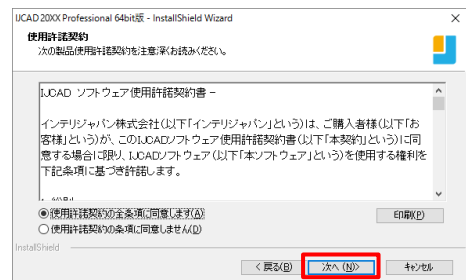 IJCAD 20XX Professional 64bit版 - InstallShield Wizard
使用許諾契約
次の製品使用許諾契約を注意深くお読みください。
IJCAD ソフトウェア使用許諾契約書 –
インテリジャパン株式会社(以下「インテリジャパン」という)は、ご購入者様(以下「お
客様」という)が、このIJCADソフトウェア使用許諾契約書(以下「本契約」という)に同
意する場合に限り、IJCADソフトウェア(以下「本ソフトウェア」という)を使用する権利を
下記条項に基づき許諾します。
使用許諾契約の全条項に同意します(A)
印刷(P)
使用許諾契約の条項に同意しません(D)
InstallShield
< 戻る(B)
次へ (N)>
キャンセル